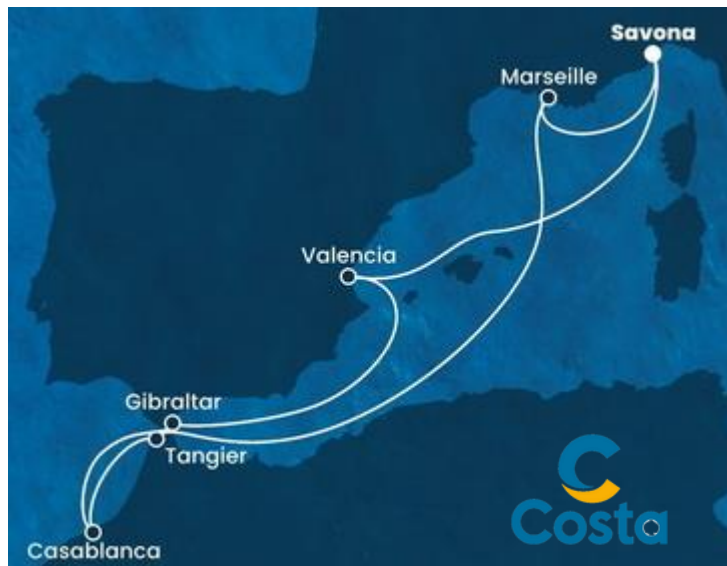 Savona
Marseille
Valencia
Gibraltar
Tangier
Casablanca
Costa